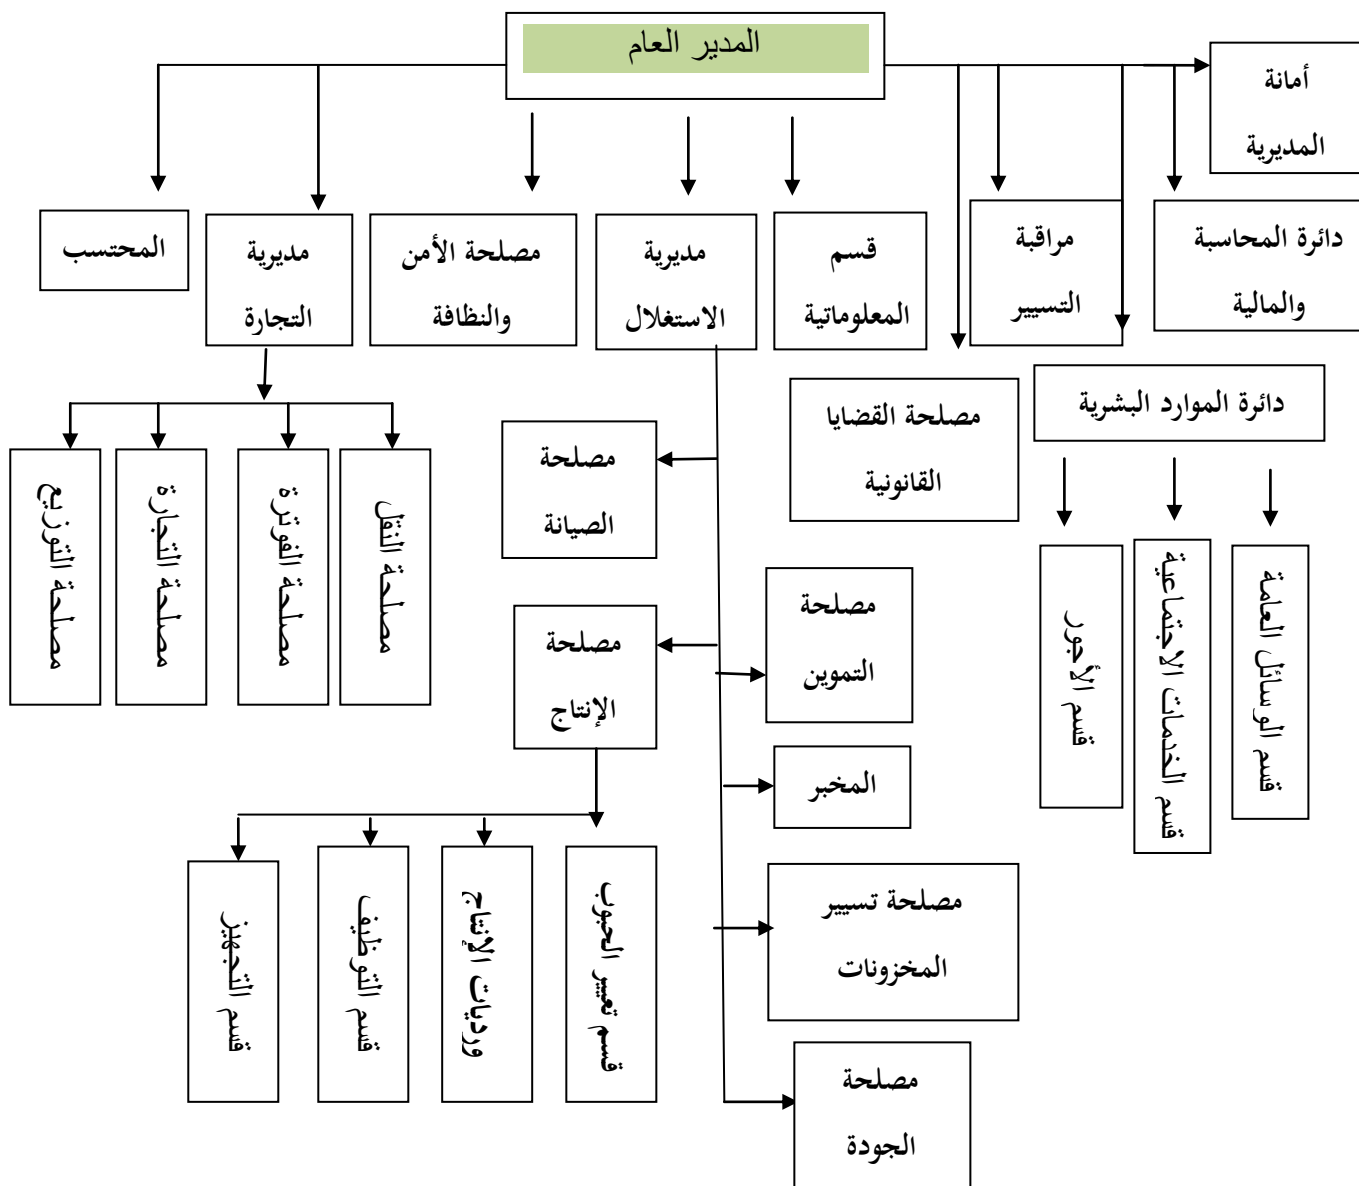 المدير العام
أمانة
المديرية
دائرة المحاسبة
والمالية
مراقبة
التسيير
قسم
المعلوماتية
مديرية
الاستغلال
مصلحة الأمن
والنظافة
مديرية
التجارة
المحتسب
دائرة الموارد البشرية
مصلحة القضايا
القانونية
مصلحة
الصيانة
مصلحة النقل
مصلحة الفوترة
مصلحة التجارة
مصلحة التوزيع
قسم الوسائل العامة
قسم الخدمات الاجتماعية
قسم الأجور
مصلحة
التموين
مصلحة
الإنتاج
المخبر
مصلحة تسيير
المخزونات
قسم تعيير الحبوب
ورديات الإنتاج
قسم التوظيف
قسم التجهيز
مصلحة
الجودة